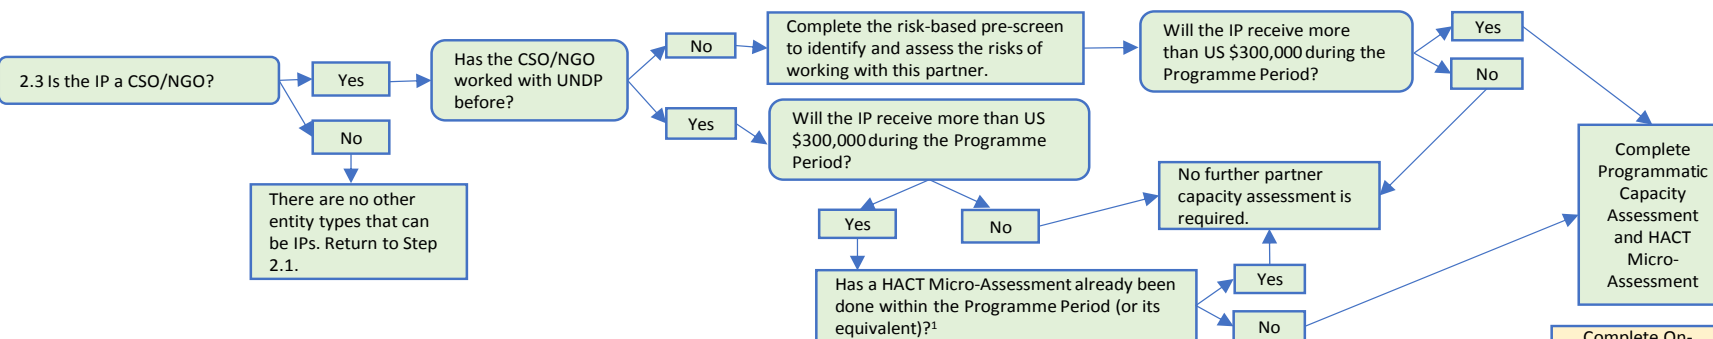 2.3 Is the IP a CSO/NGO?
Yes
No
There are no other
entity types that can
be IPs. Return to Step
2.1.
Has the CSO/NGO
worked with UNDP
before?
No
Yes
Complete the risk-based pre-screen
to identify and assess the risks of
working with this partner.
Will the IP receive more
than US $300,000 during the
Programme Period?
Yes
No
Will the IP receive more than US
$300,000 during the Programme
Period?
Yes
No
No further partner
capacity assessment is
required.
Has a HACT Micro-Assessment already been
done within the Programme Period (or its
equivalent)?¹
Yes
No
Complete
Programmatic
Capacity
Assessment
and HACT
Micro-
Assessment
Complete On-